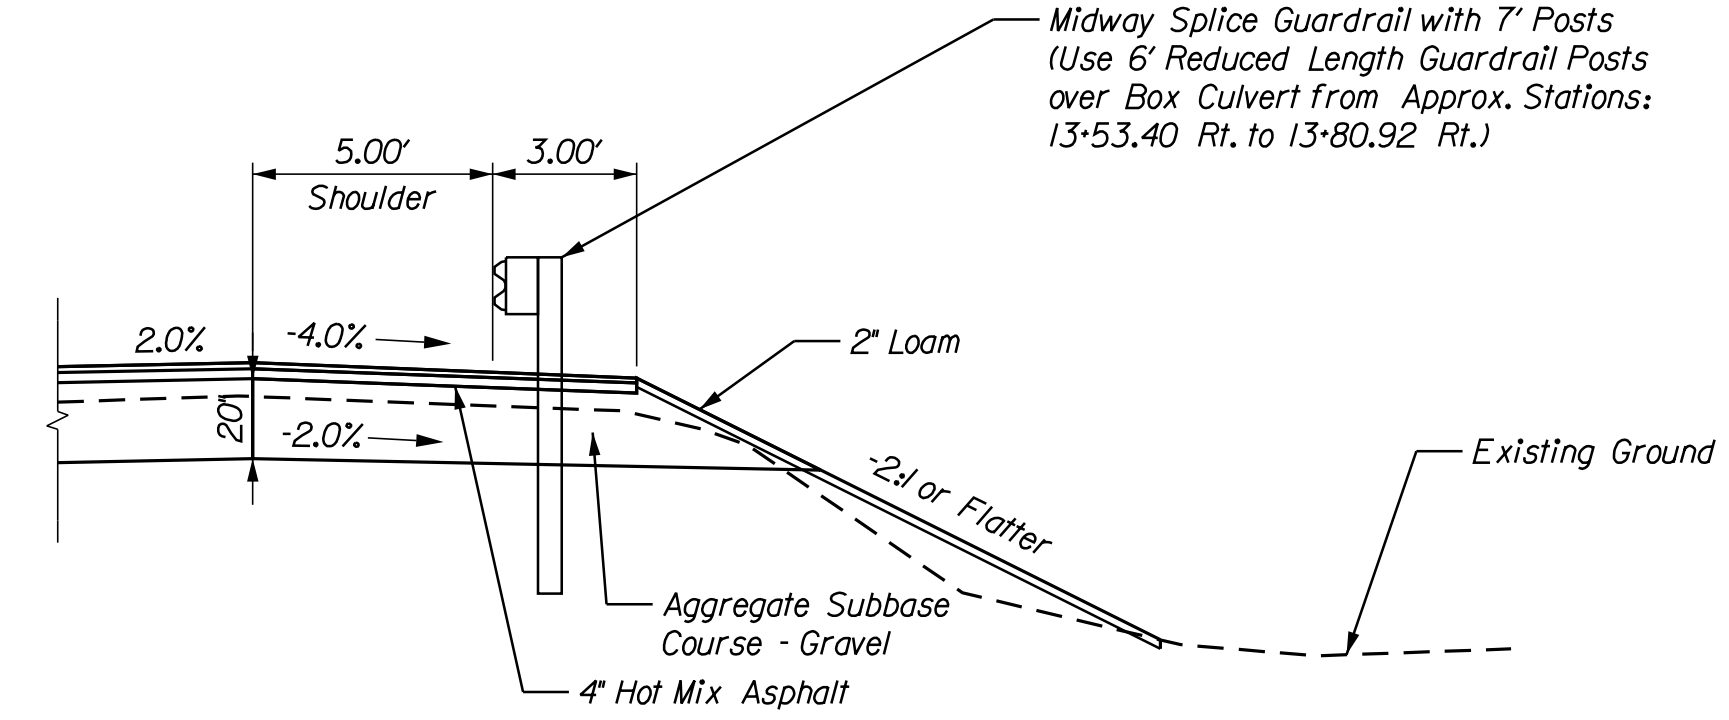 Midway Splice Guardrail with 7' Posts
(Use 6' Reduced Length Guardrail Posts
over Box Culvert from Approx. Stations:
13+53.40 Rt. to 13+80.92 Rt.)
5.00'
3.00'
Shoulder
2.0%
-4.0%
2" Loam
20"
-2.0%
-2:1 or Flatter
Existing Ground
Aggregate Subbase
Course - Gravel
4" Hot Mix Asphalt